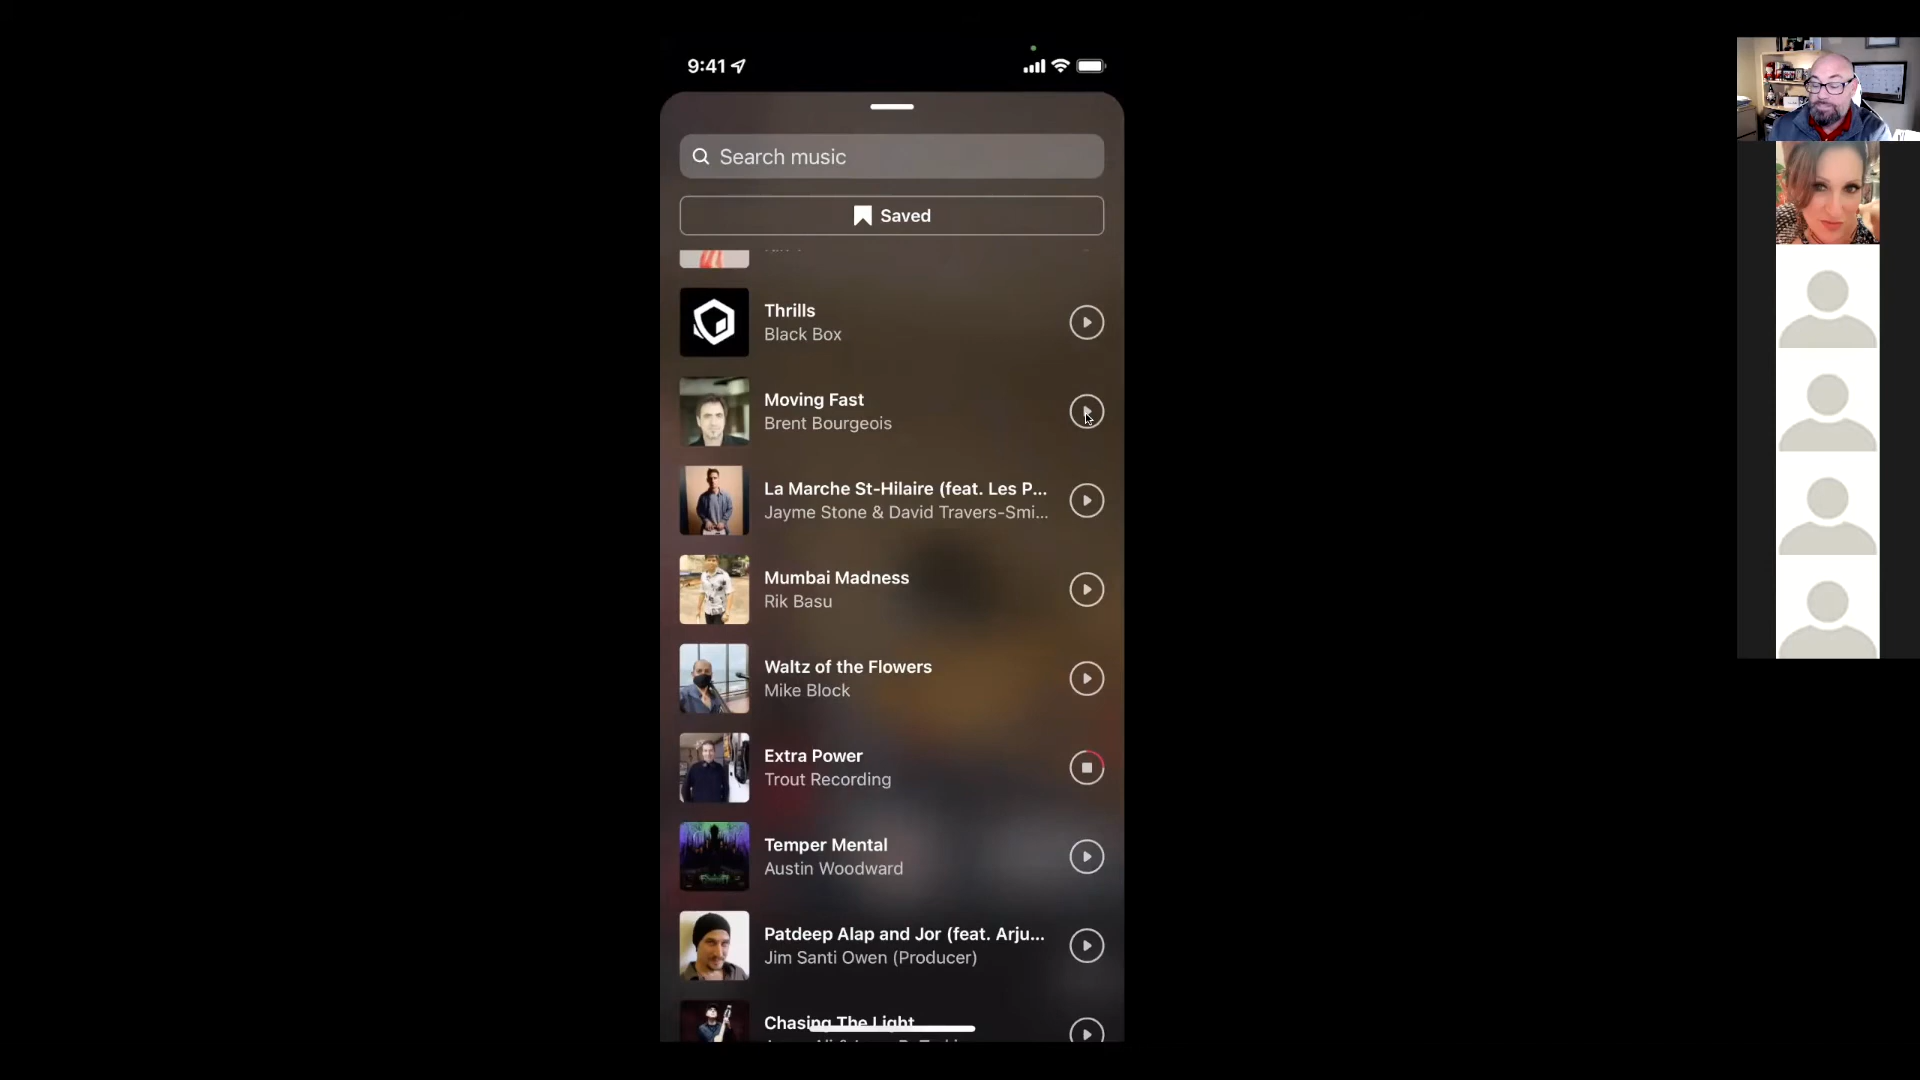 9:41
Search music
Saved
Thrills
Black Box
Moving Fast
Brent Bourgeois
La Marche St-Hilaire (feat. Les P...
Jayme Stone & David Travers-Smi...
Mumbai Madness
Rik Basu
Waltz of the Flowers
Mike Block
Extra Power
Trout Recording
Temper Mental
Austin Woodward
Patdeep Alap and Jor (feat. Arju...
Jim Santi Owen (Producer)
Chasing The Light